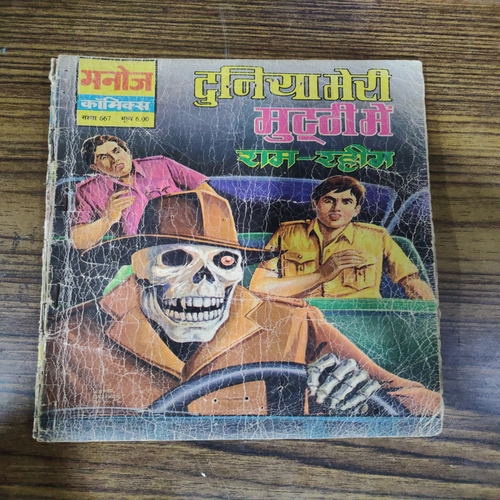 मनोज
कॉमिक्स
संख्या 667 मूल्य 6.00
दुनिया मेरी
मुट्ठी में
राम-रहीम